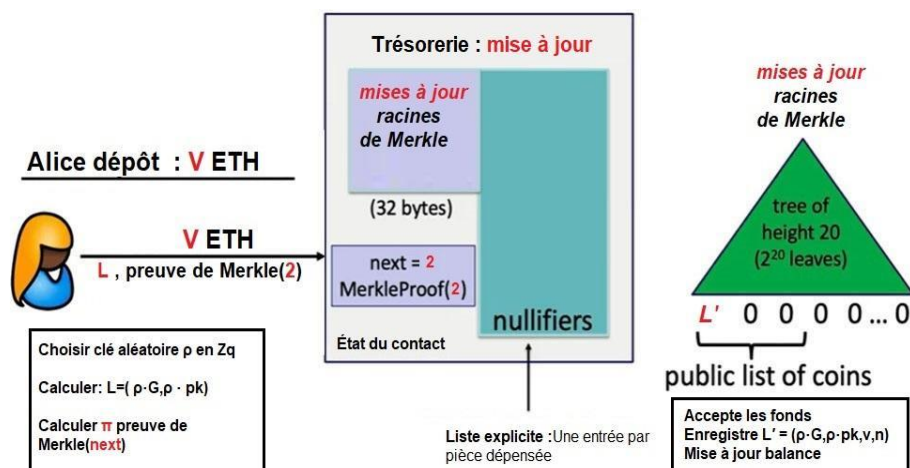 Trésorerie : mise à jour
mises à jour
racines
de Merkle
(32 bytes)
next = 2
MerkleProof(2)
nullifiers
État du contact
Alice dépôt : V ETH
V ETH
L , preuve de Merkle(2)
Choisir clé aléatoire ρ en Zq
Calculer: L=( ρ·G,ρ · pk)
Calculer π preuve de
Merkle(next)
Liste explicite :Une entrée par
pièce dépensée
mises à jour
racines
de Merkle
tree of
height 20
(2²⁰ leaves)
L' 0 0 0 0 ... 0
public list of coins
Accepte les fonds
Enregistre L' = (ρ·G,ρ·pk,v,n)
Mise à jour balance